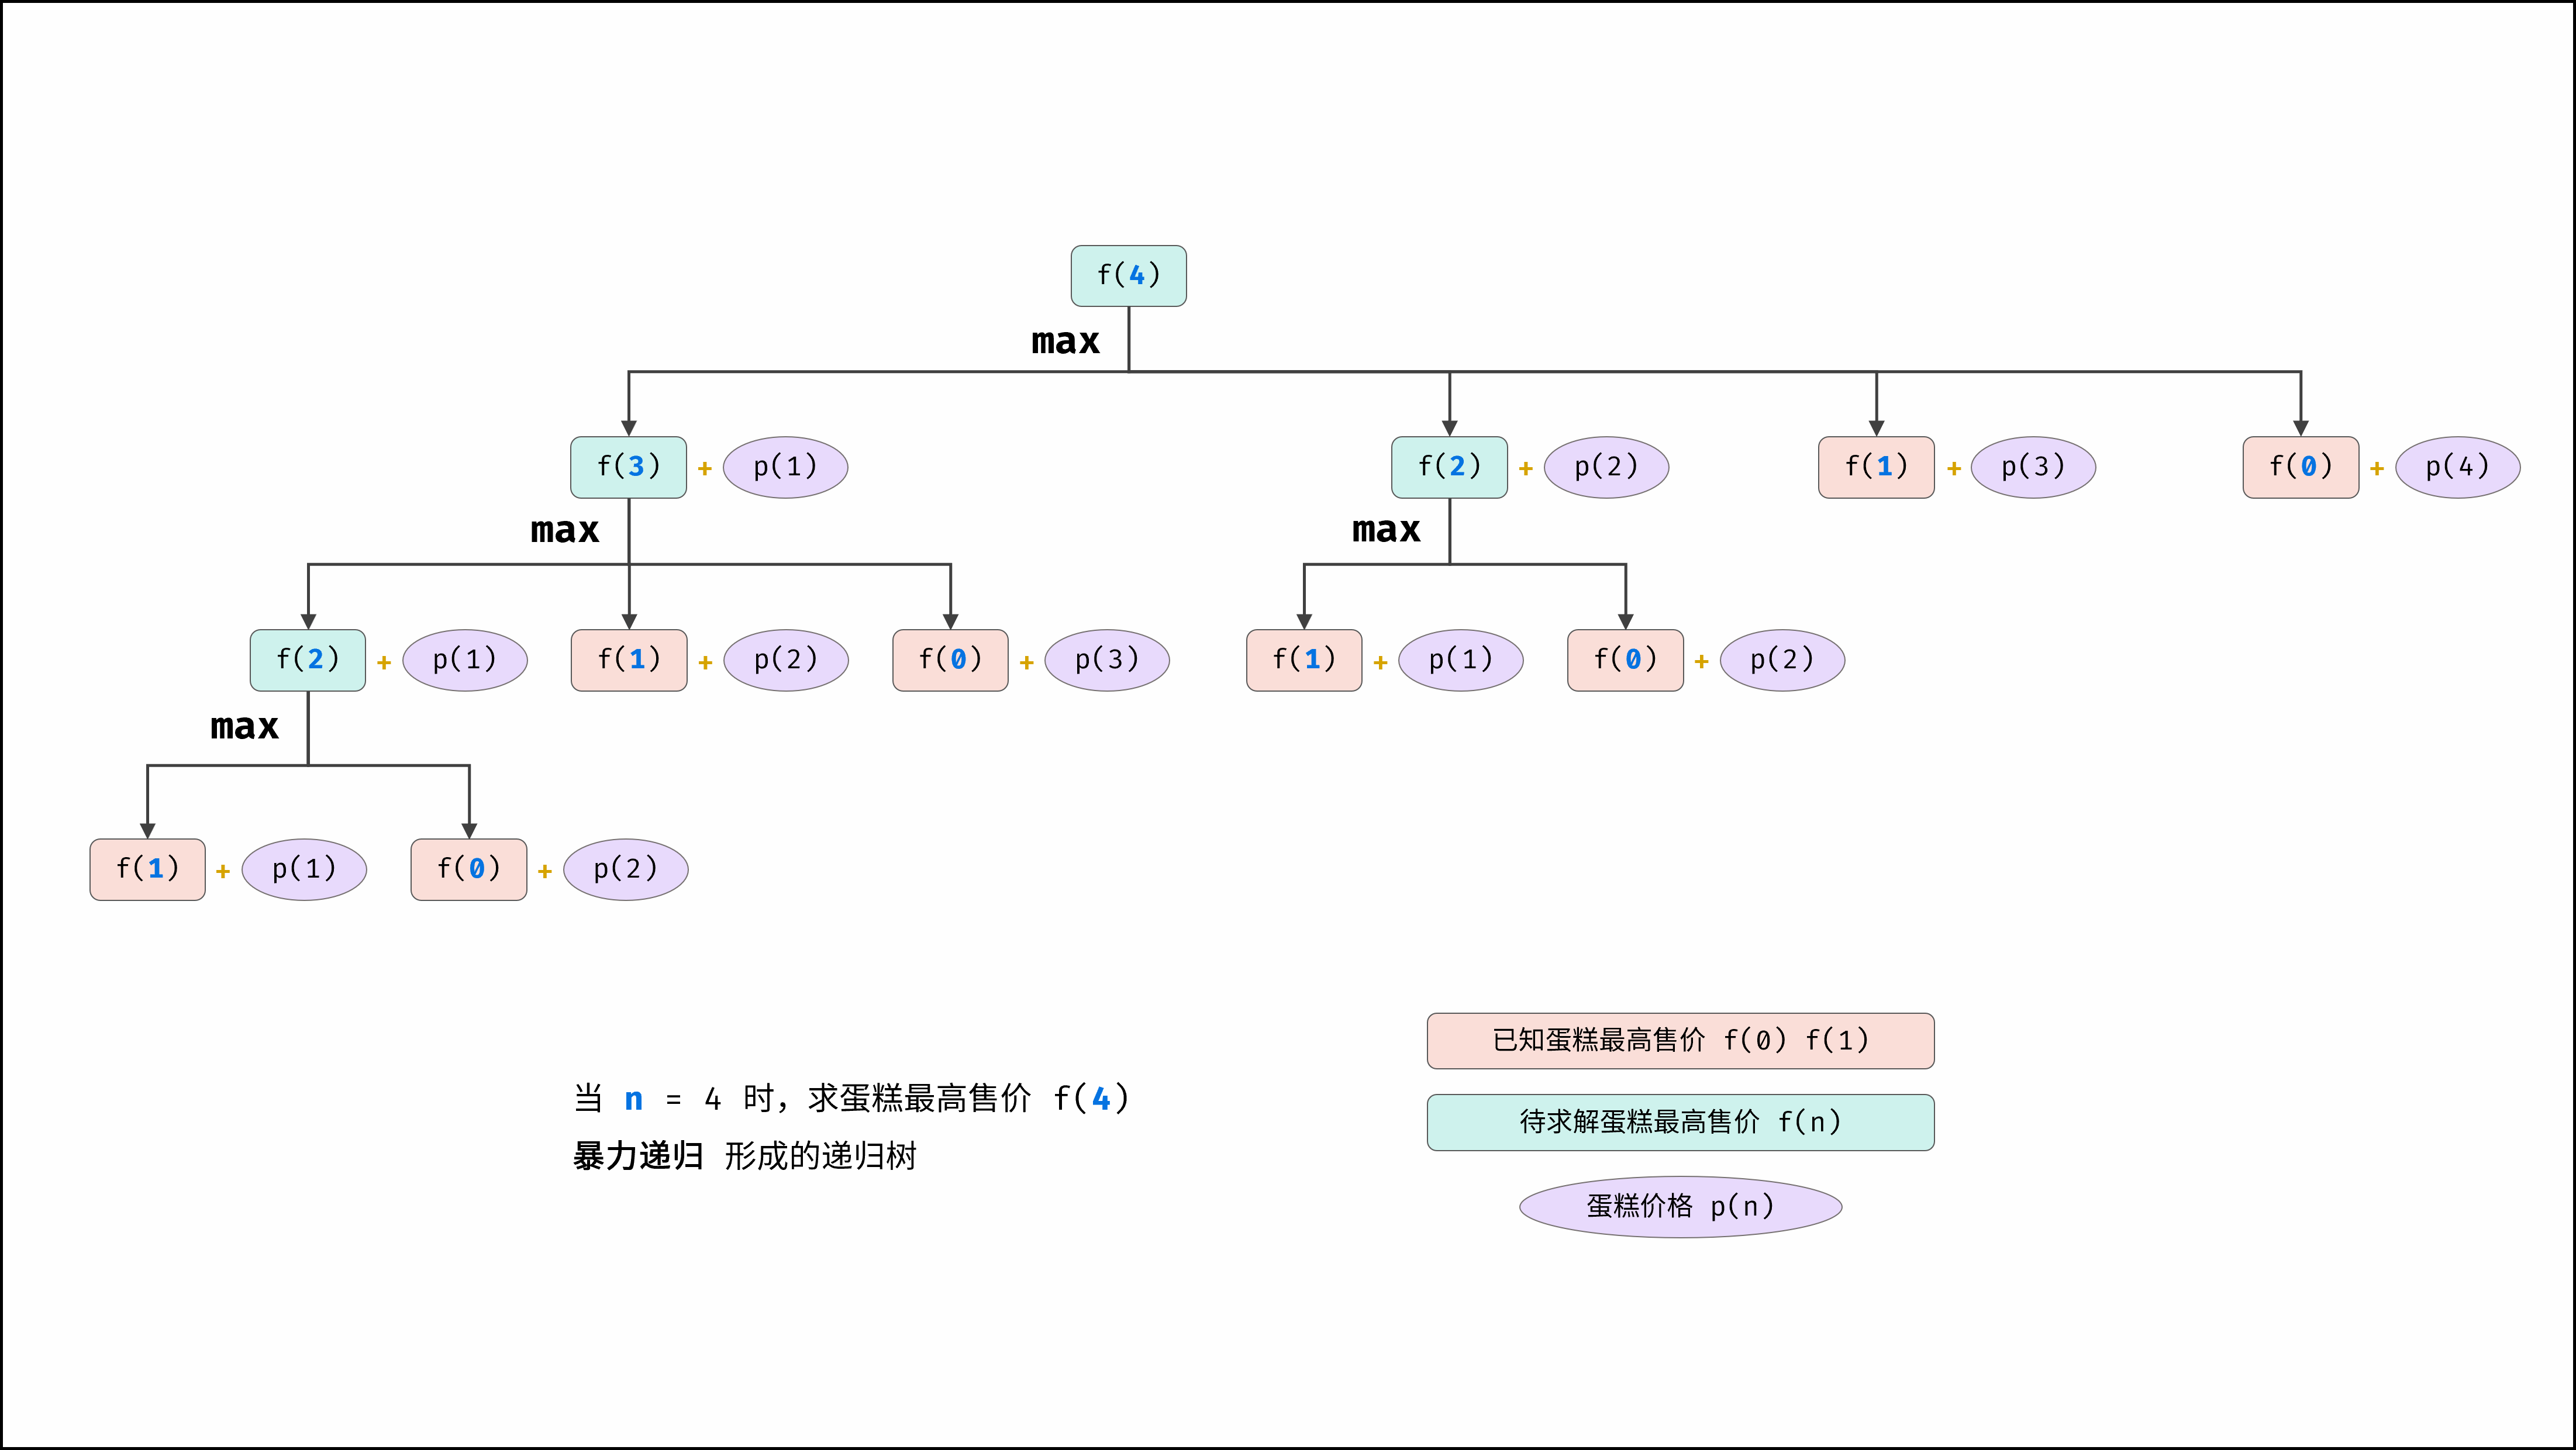 f(4)
max
f(3) + p(1) f(2) + p(2) f(1) + p(3) f(0) + p(4)
max max
f(2) + p(1) f(1) + p(2) f(0) + p(3) f(1) + p(1) f(0) + p(2)
max
f(1) + p(1) f(0) + p(2)
当 n = 4 时，求蛋糕最高售价 f(4)
暴力递归 形成的递归树
已知蛋糕最高售价 f(0) f(1)
待求解蛋糕最高售价 f(n)
蛋糕价格 p(n)